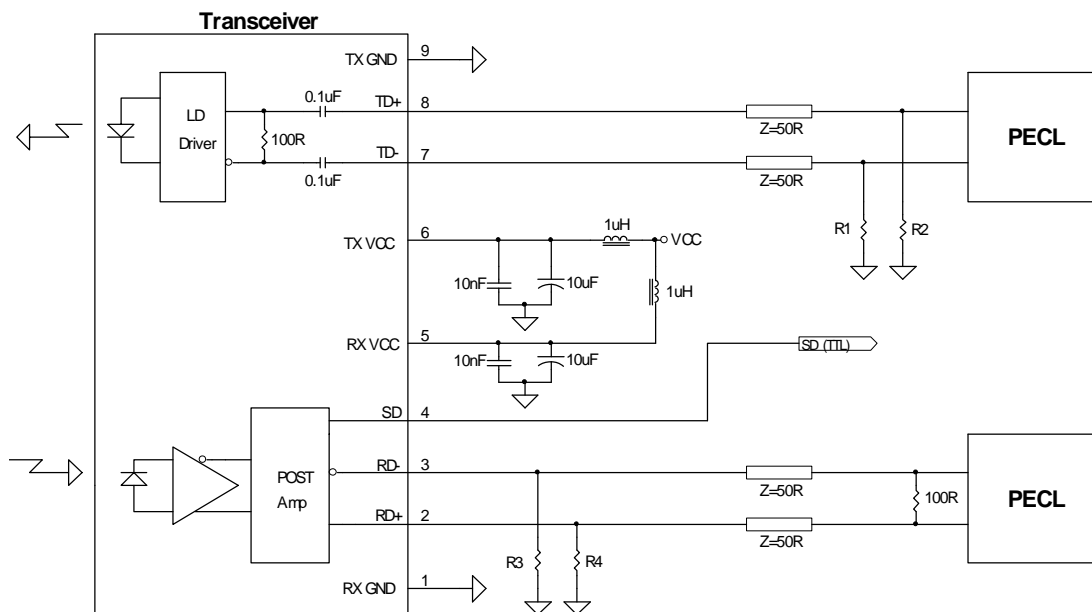 Transceiver
TX GND
9
LD
Driver
0.1uF
TD+
8
100R
Z=50R
PECL
TD-
7
0.1uF
Z=50R
R1
R2
TX VCC
6
1uH
VCC
10nF
10uF
1uH
RX VCC
5
10nF
10uF
SD (TTL)
SD
4
POST
Amp
RD-
3
Z=50R
100R
PECL
RD+
2
Z=50R
R3
R4
RX GND
1